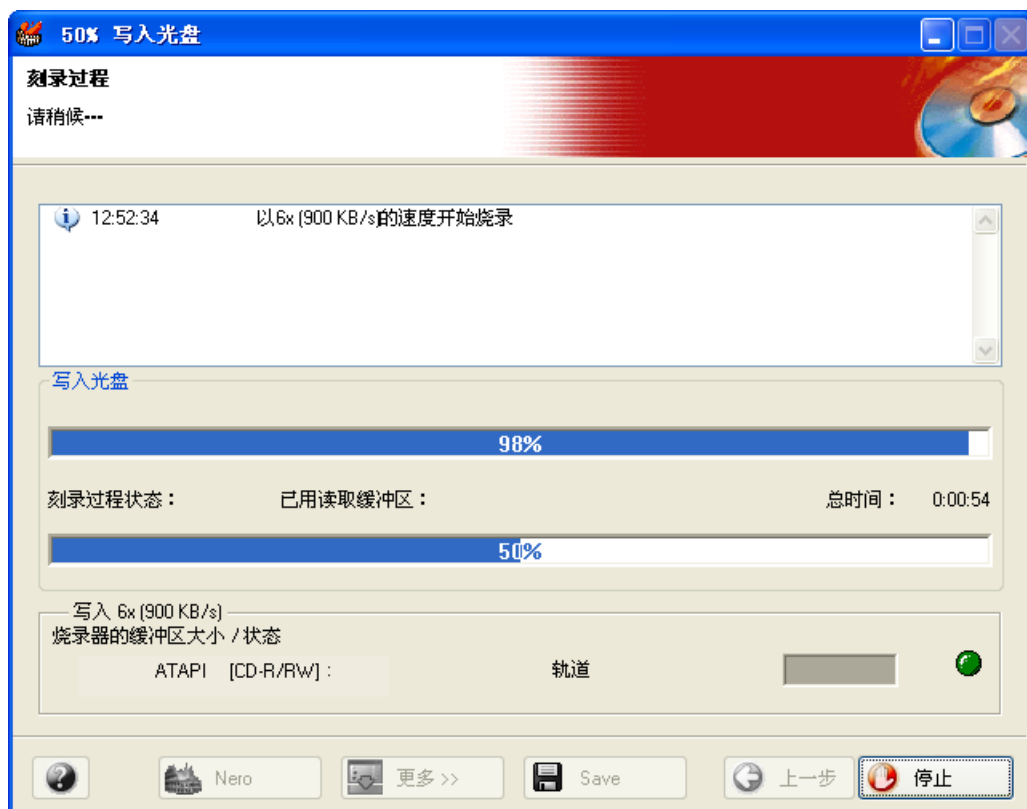 50% 写入光盘
刻录过程
请稍候---
12:52:34 以6x (900 KB/s)的速度开始烧录
写入光盘
98%
刻录过程状态： 已用读取缓冲区： 总时间： 0:00:54
50%
写入 6x (900 KB/s)
烧录器的缓冲区大小 / 状态
ATAPI [CD-R/RW] : 轨道
Nero 更多 >> Save 上一步 停止